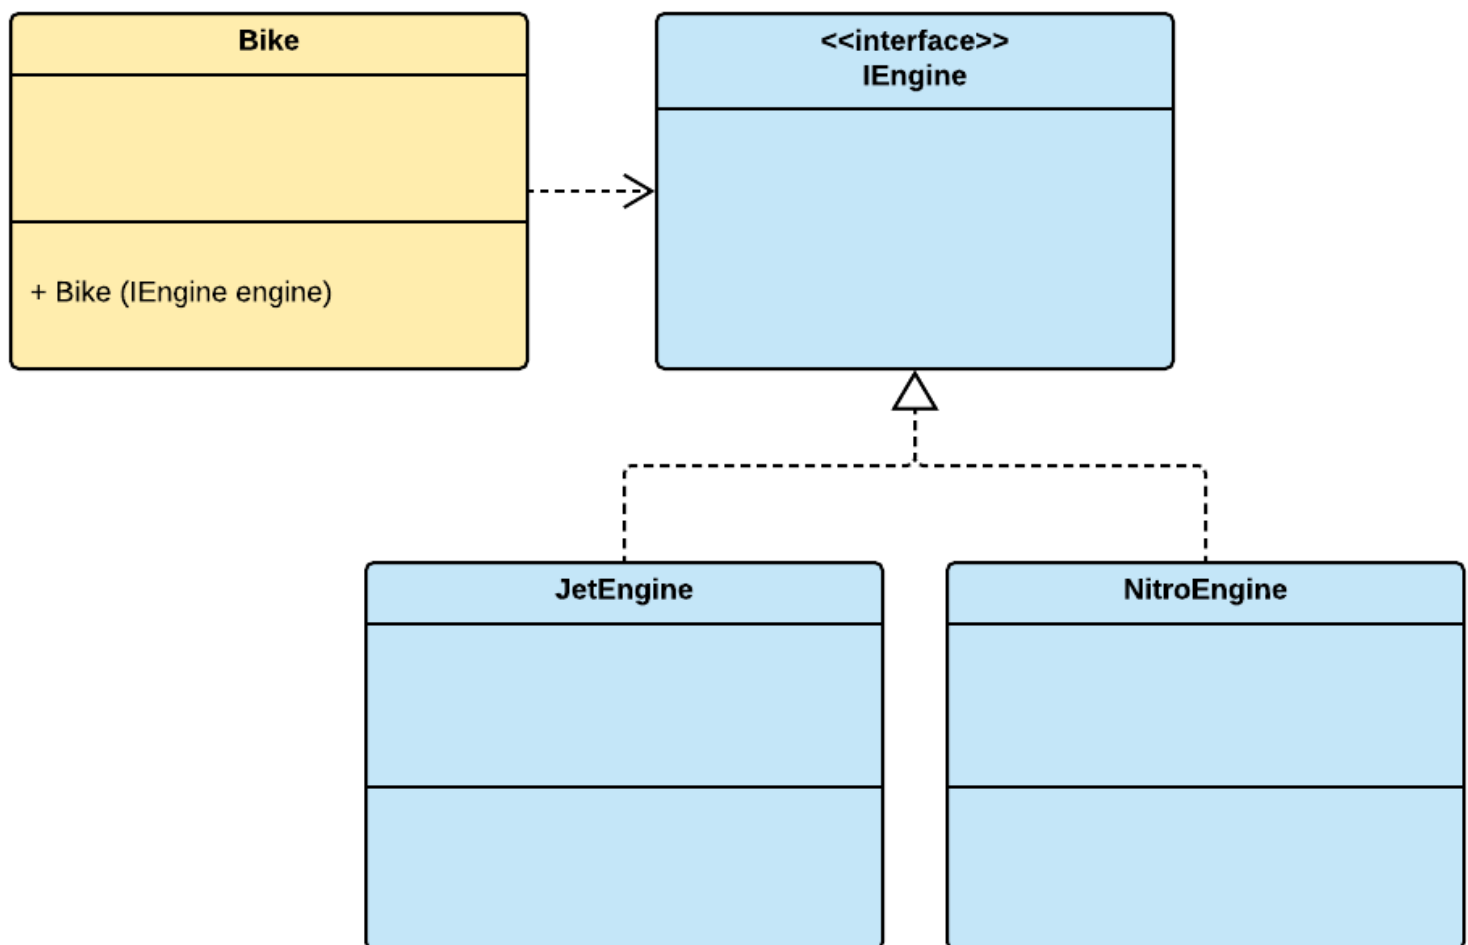 Bike
<<interface>>
IEngine
+ Bike (IEngine engine)
JetEngine
NitroEngine